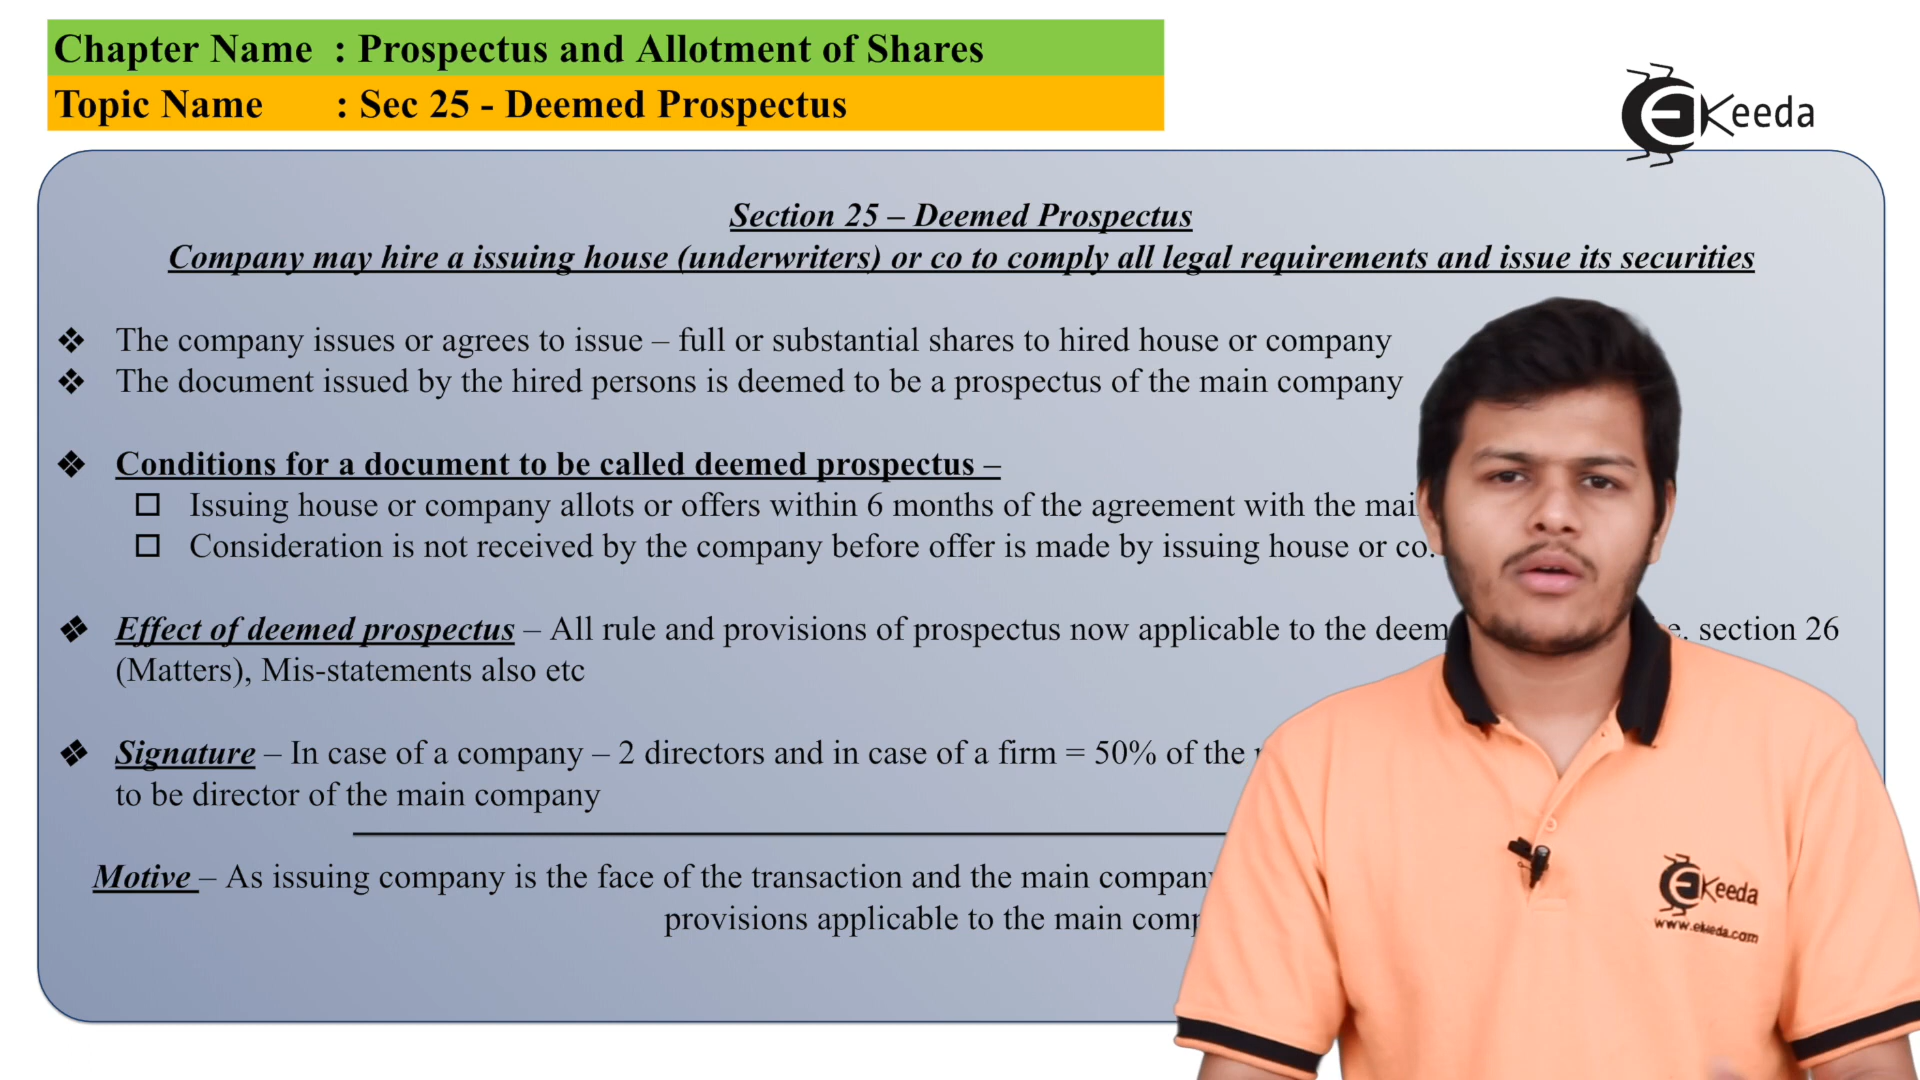 Chapter Name : Prospectus and Allotment of Shares
Topic Name : Sec 25 - Deemed Prospectus
EKeeda
Section 25 – Deemed Prospectus
Company may hire a issuing house (underwriters) or co to comply all legal requirements and issue its securities
❖ The company issues or agrees to issue – full or substantial shares to hired house or company
❖ The document issued by the hired persons is deemed to be a prospectus of the main company
❖ Conditions for a document to be called deemed prospectus –
☐ Issuing house or company allots or offers within 6 months of the agreement with the
☐ Consideration is not received by the company before offer is made by issuing house or co.
❖ Effect of deemed prospectus – All rule and provisions of prospectus now applicable to the section 26
(Matters), Mis-statements also etc
❖ Signature – In case of a company – 2 directors and in case of a firm = 50% of the
to be director of the main company
Motive – As issuing company is the face of the transaction and the main company
provisions applicable to the main
EKeeda
www.ekeeda.com